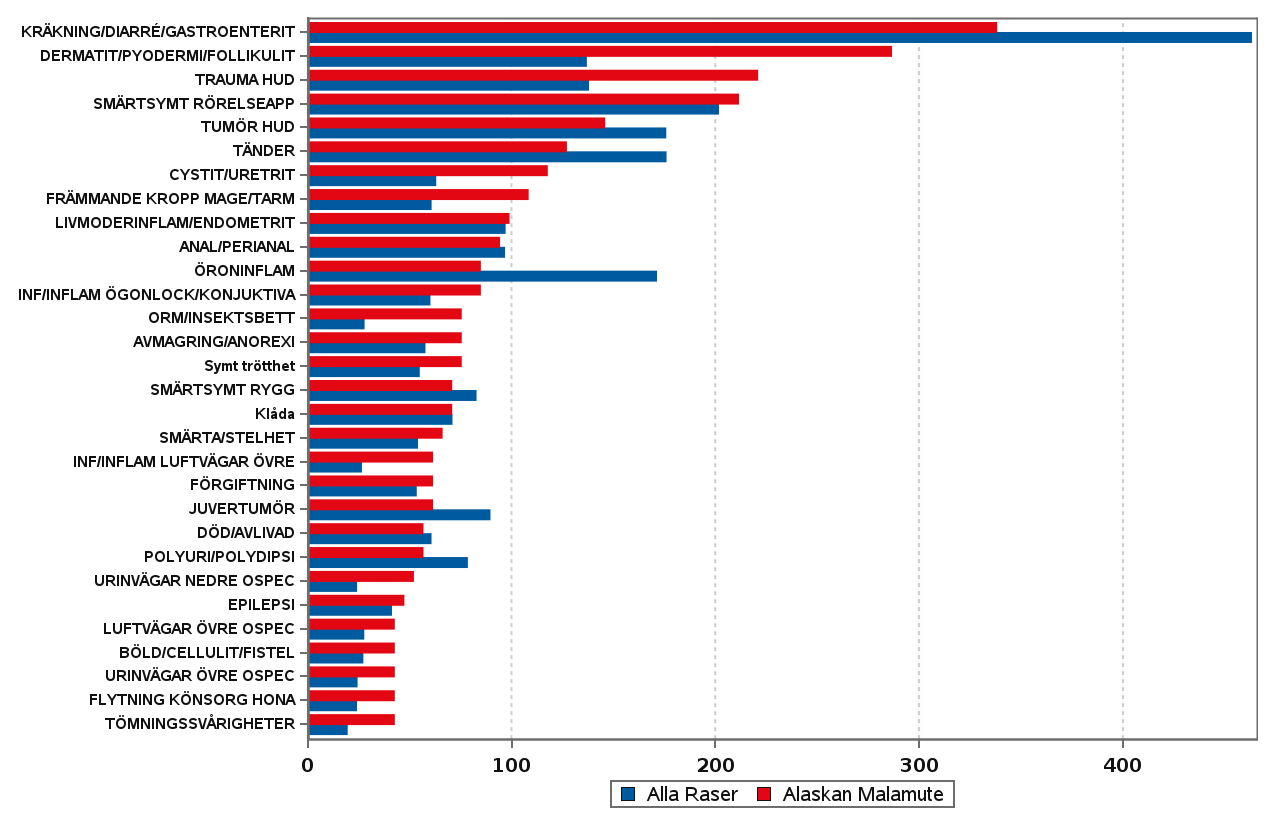 KRÄKNING/DIARRÉ/GASTROENTERIT
DERMATIT/PYODERMI/FOLLIKULIT
TRAUMA HUD
SMÄRTSYMT RÖRELSEAPP
TUMÖR HUD
TÄNDER
CYSTIT/URETRIT
FRÄMMANDE KROPP MAGE/TARM
LIVMODERINFLAM/ENDOMETRIT
ANAL/PERIANAL
ÖRONINFLAM
INF/INFLAM ÖGONLOCK/KONJUKTIVA
ORM/INSEKTSBETT
AVMAGRING/ANOREXI
Symt trötthet
SMÄRTSYMT RYGG
Klåda
SMÄRTA/STELHET
INF/INFLAM LUFTVÄGAR ÖVRE
FÖRGIFTNING
JUVERTUMÖR
DÖD/AVLIVAD
POLYURI/POLYDIPSI
URINVÄGAR NEDRE OSPEC
EPILEPSI
LUFTVÄGAR ÖVRE OSPEC
BÖLD/CELLULIT/FISTEL
URINVÄGAR ÖVRE OSPEC
FLYTNING KÖNSORG HONA
TÖMNINGSSVÅRIGHETER
0 100 200 300 400
Alla Raser Alaskan Malamute